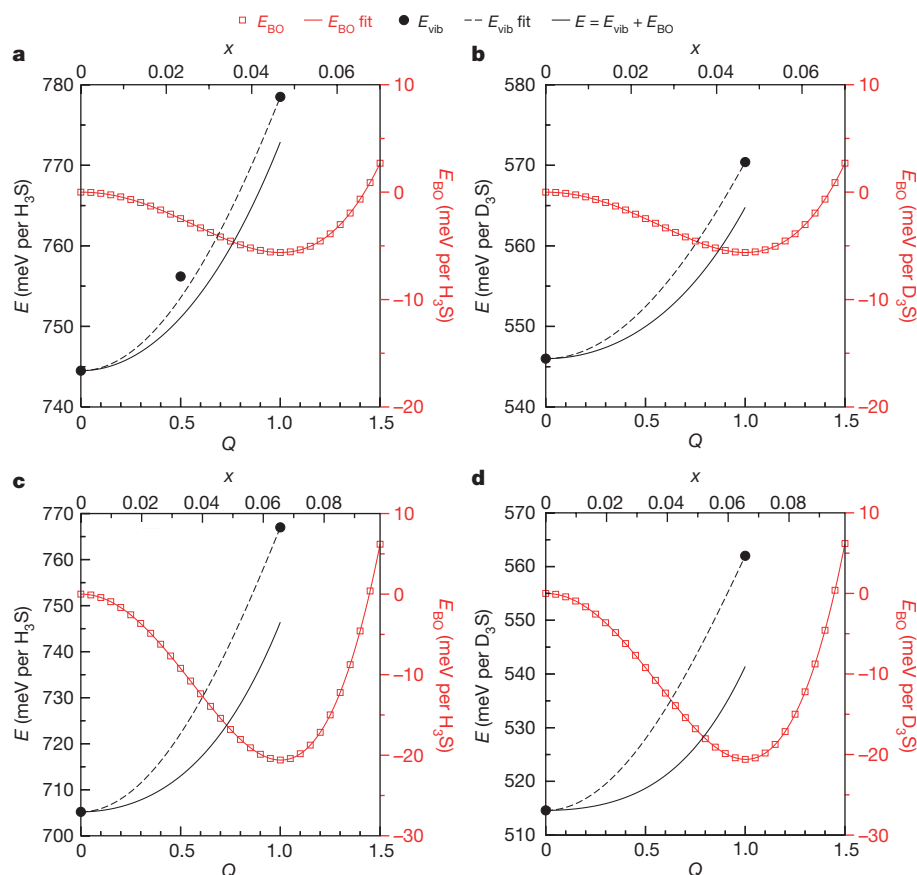 E_BO E_BO fit E_vib E_vib fit E = E_vib + E_BO
a
x
0 0.02 0.04 0.06
780
770
760
750
740
E (meV per H₃S)
10
0
−10
−20
E_BO (meV per H₃S)
0 0.5 1.0 1.5
Q
b
x
0 0.02 0.04 0.06
580
570
560
550
540
E (meV per D₃S)
10
0
−10
−20
E_BO (meV per D₃S)
0 0.5 1.0 1.5
Q
c
x
0 0.02 0.04 0.06 0.08
770
760
750
730
720
710
700
E (meV per H₃S)
10
0
−10
−20
−30
E_BO (meV per H₃S)
0 0.5 1.0 1.5
Q
d
x
0 0.02 0.04 0.06 0.08
570
560
550
540
530
520
510
E (meV per D₃S)
10
0
−10
−20
−30
E_BO (meV per D₃S)
0 0.5 1.0 1.5
Q